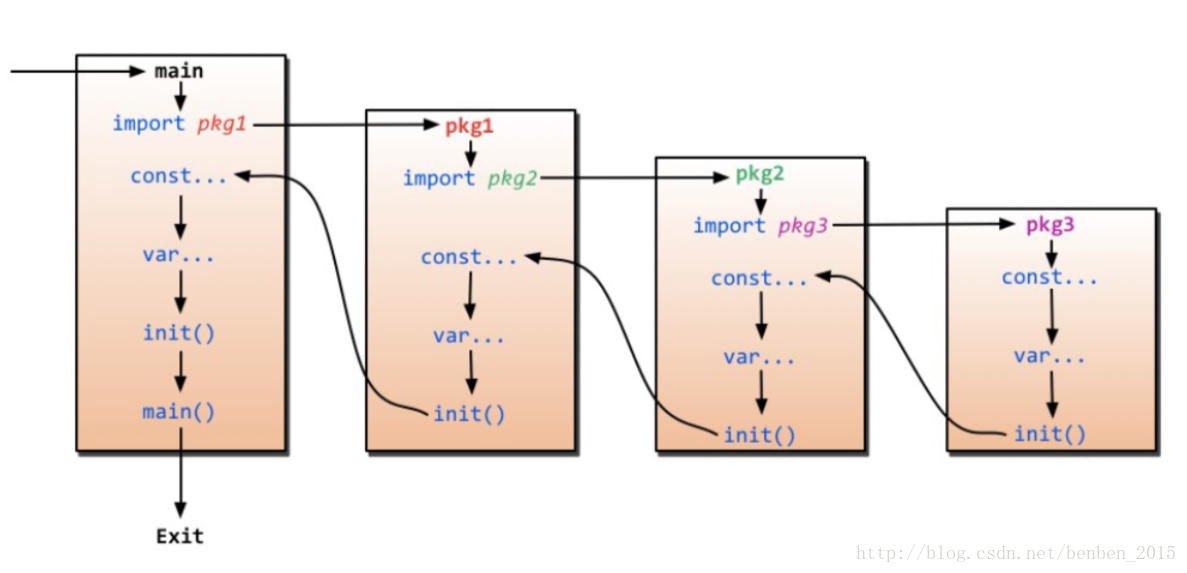 main
import pkg1
const...
var...
init()
main()
Exit
pkg1
import pkg2
const...
var...
init()
pkg2
import pkg3
const...
var...
init()
pkg3
const...
var...
init()
http://blog.csdn.net/benben_2015